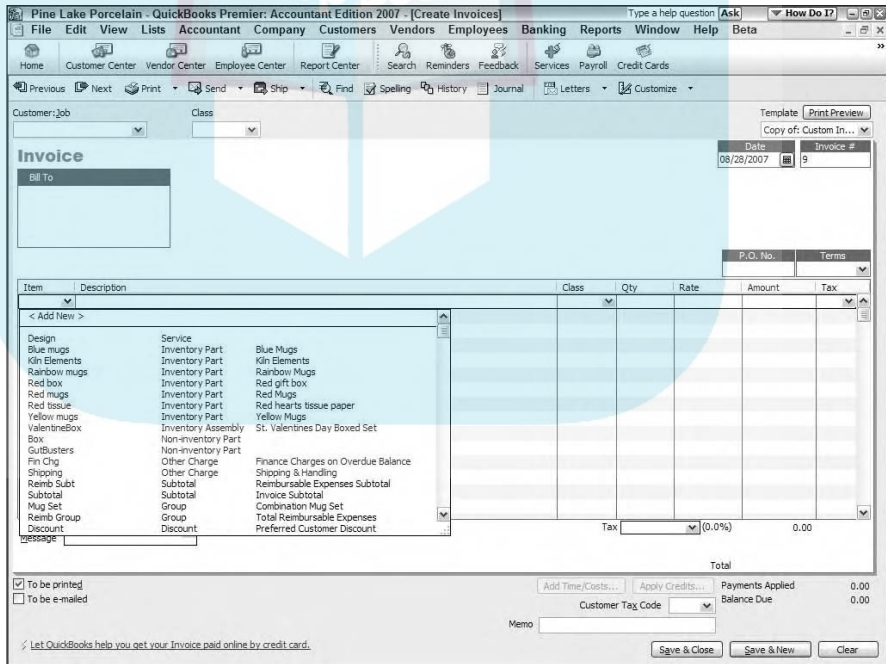 Pine Lake Porcelain - QuickBooks Premier: Accountant Edition 2007 - [Create Invoices] Type a help question Ask How Do I?
File Edit View Lists Accountant Company Customers Vendors Employees Banking Reports Window Help Beta
Home Customer Center Vendor Center Employee Center Report Center Search Reminders Feedback Services Payroll Credit Cards »
Previous Next Print Send Ship Find Spelling History Journal Letters Customize
Customer:Job Class Template Print Preview
Copy of: Custom In...
Invoice
Date Invoice #
08/28/2007 9
Bill To
P.O. No. Terms
Item Description Class Qty Rate Amount Tax
< Add New >
Design Service
Blue mugs Inventory Part Blue Mugs
Kiln Elements Inventory Part Kiln Elements
Rainbow mugs Inventory Part Rainbow Mugs
Red box Inventory Part Red gift box
Red mugs Inventory Part Red Mugs
Red tissue Inventory Part Red hearts tissue paper
Yellow mugs Inventory Part Yellow Mugs
ValentineBox Inventory Assembly St. Valentines Day Boxed Set
Box Non-inventory Part
GutBusters Non-inventory Part
Fin Chg Other Charge Finance Charges on Overdue Balance
Shipping Other Charge Shipping & Handling
Reimb Subt Subtotal Reimbursable Expenses Subtotal
Subtotal Subtotal Invoice Subtotal
Mug Set Group Combination Mug Set
Reimb Group Group Total Reimbursable Expenses
Discount Discount Preferred Customer Discount
Tax (0.0%) 0.00
Message
Total
To be printed Add Time/Costs... Apply Credits... Payments Applied 0.00
To be e-mailed Customer Tax Code Balance Due 0.00
Memo
Let QuickBooks help you get your Invoice paid online by credit card. Save & Close Save & New Clear